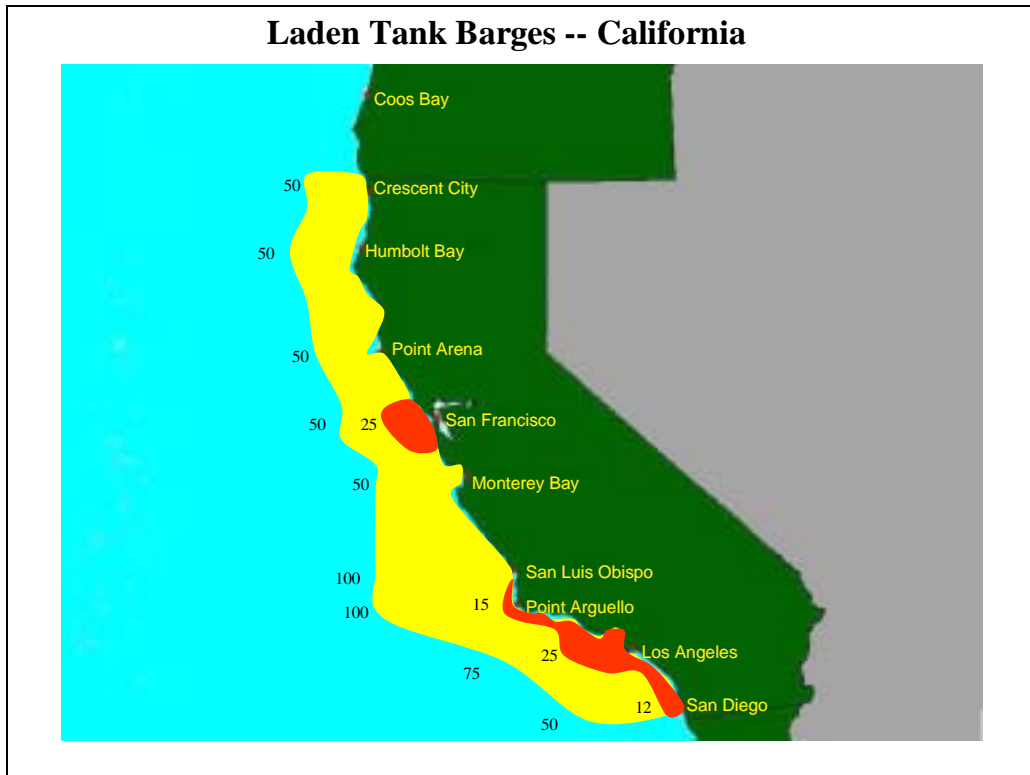 Laden Tank Barges -- California
Coos Bay
50 Crescent City
50 Humbolt Bay
50 Point Arena
50 25 San Francisco
50 Monterey Bay
100 San Luis Obispo
100 15 Point Arguello
25 Los Angeles
75
12 San Diego
50